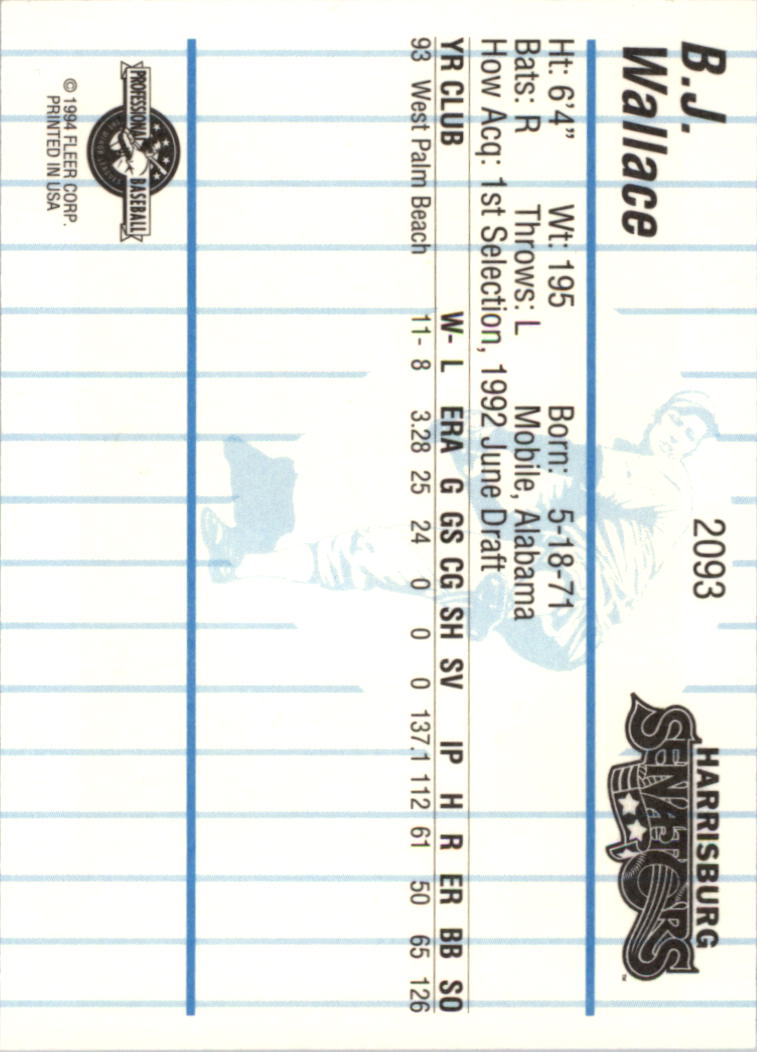 B.J.
Wallace
2093
HARRISBURG
SENATORS
™
Ht: 6'4" Wt: 195 Born: 5-18-71
Bats: R Throws: L Mobile, Alabama
How Acq: 1st Selection, 1992 June Draft
YR CLUB W- L ERA G GS CG SH SV IP H R ER BB SO
93 West Palm Beach 11- 8 3.28 25 24 0 0 0 137.1 112 61 50 65 126
PROFESSIONAL BASEBALL
© 1994 FLEER CORP.
PRINTED IN USA